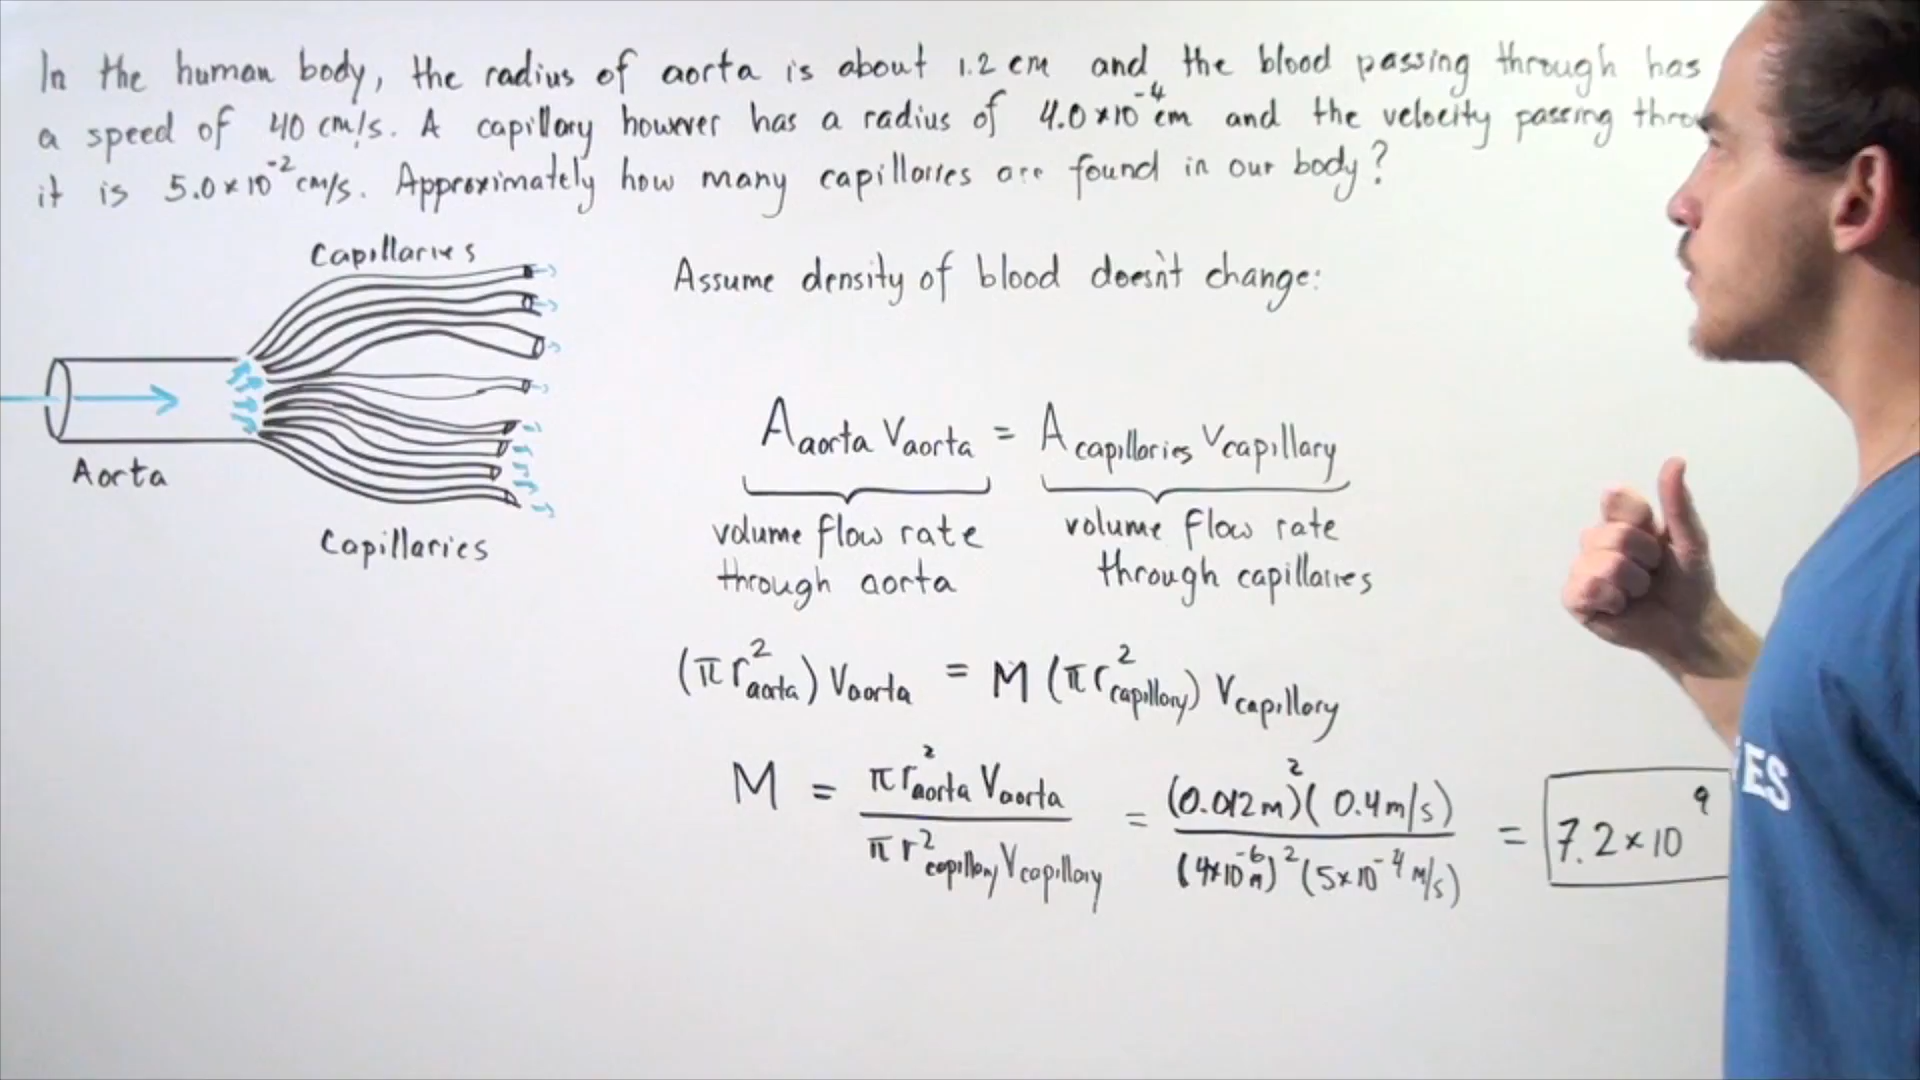 In the human body, the radius of aorta is about 1.2 cm and the blood passing through has
a speed of 40 cm/s. A capillary however has a radius of 4.0×10⁻⁴ cm and the velocity passing
it is 5.0×10⁻² cm/s. Approximately how many capillaries are found in our body?
Capillaries
Aorta
Capillaries
Assume density of blood doesn't change:
A_aorta v_aorta = A_capillaries v_capillary
volume flow rate through aorta
volume flow rate through capillaries
(πr²_aorta) v_aorta = M (πr²_capillary) v_capillary
M = πr²_aorta v_aorta / πr²_capillary v_capillary = (0.012m)²(0.4m/s) / (4×10⁻⁶m)²(5×10⁻⁴m/s) = 7.2×10⁹
ES